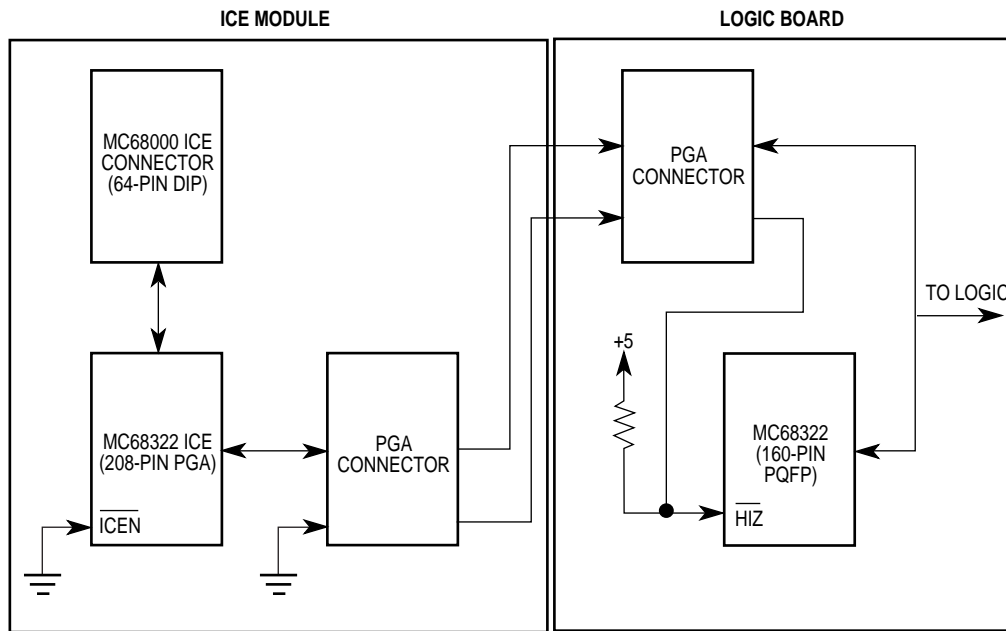 ICE MODULE
LOGIC BOARD
MC68000 ICE
CONNECTOR
(64-PIN DIP)
PGA
CONNECTOR
TO LOGIC
+5
MC68322 ICE
(208-PIN PGA)
ICEN
PGA
CONNECTOR
MC68322
(160-PIN
PQFP)
HIZ